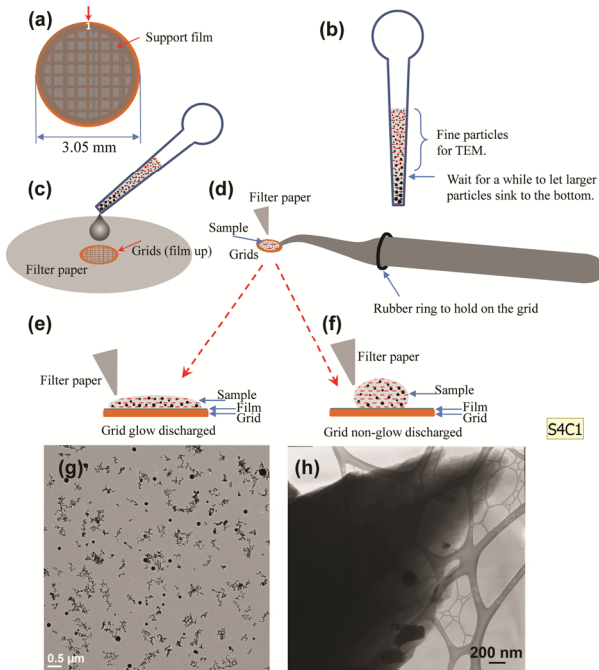 (a)
1
Support film
3.05 mm
(b)
Fine particles
for TEM.
Wait for a while to let larger
particles sink to the bottom.
(c)
Grids (film up)
Filter paper
(d)
Filter paper
Sample
Grids
Rubber ring to hold on the grid
(e)
Filter paper
Sample
Film
Grid
Grid glow discharged
(f)
Filter paper
Sample
Film
Grid
Grid non-glow discharged
S4C1
(g)
0.5 µm
(h)
200 nm